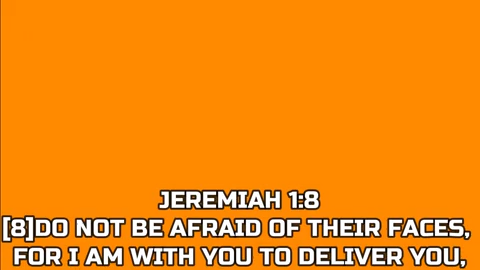 JEREMIAH 1:8
[8]DO NOT BE AFRAID OF THEIR FACES,
FOR I AM WITH YOU TO DELIVER YOU,